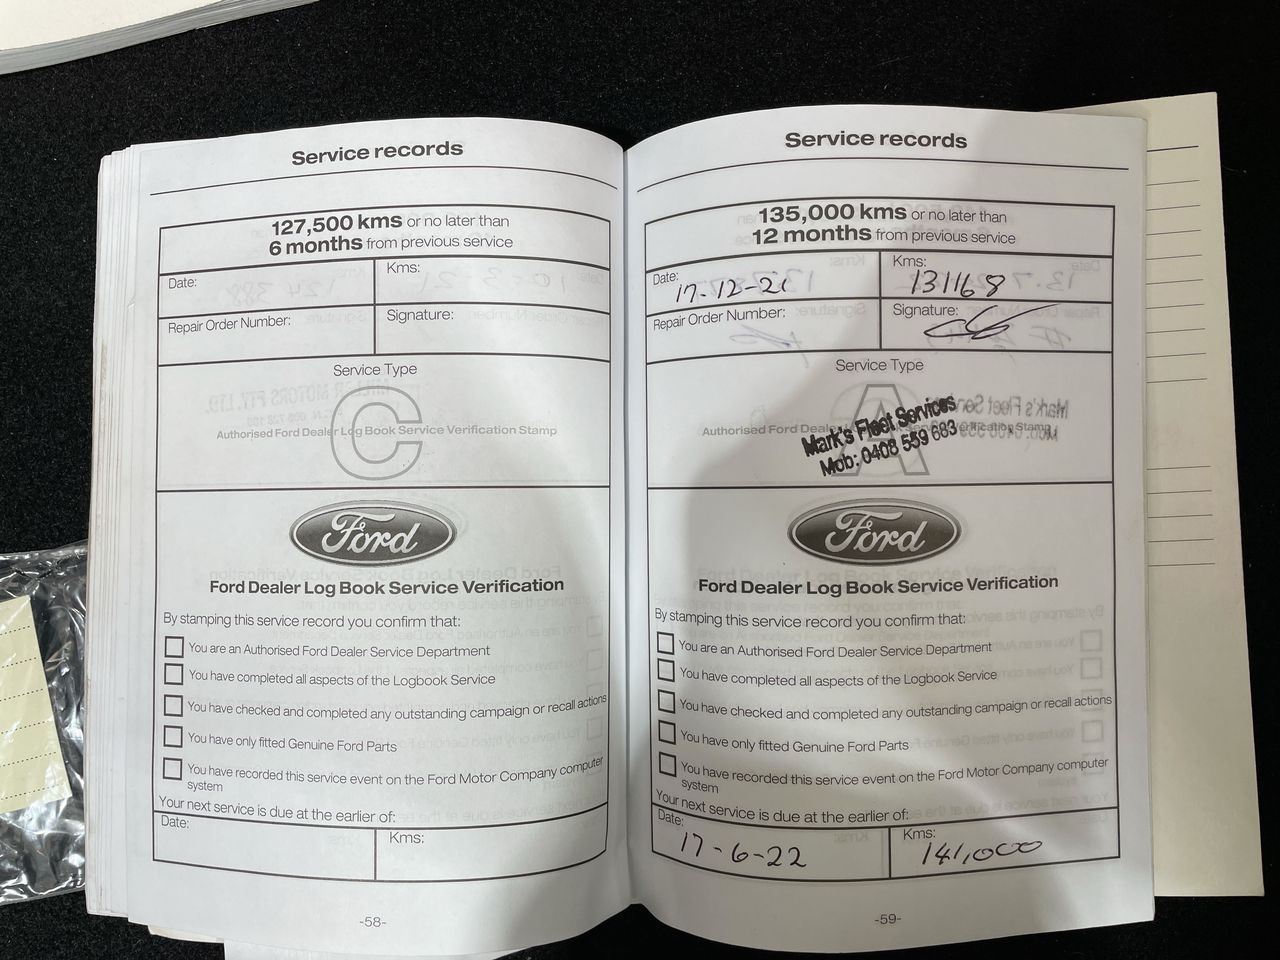 Service records
127,500 kms or no later than
6 months from previous service
Date:
Kms:
Repair Order Number:
Signature:
Service Type
C
Authorised Ford Dealer Log Book Service Verification Stamp
Ford
Ford Dealer Log Book Service Verification
By stamping this service record you confirm that:
You are an Authorised Ford Dealer Service Department
You have completed all aspects of the Logbook Service
You have checked and completed any outstanding campaign or recall actions
You have only fitted Genuine Ford Parts
You have recorded this service event on the Ford Motor Company computer
system
Your next service is due at the earlier of:
Date:
Kms:
-58-
Service records
135,000 kms or no later than
12 months from previous service
Date: 17-12-21
Kms: 131168
Repair Order Number:
Signature:
Service Type
A
Authorised Ford Dealer Log Book Service Verification Stamp
Mark's Fleet Services
Mob: 0408 559 683
Ford
Ford Dealer Log Book Service Verification
By stamping this service record you confirm that:
You are an Authorised Ford Dealer Service Department
You have completed all aspects of the Logbook Service
You have checked and completed any outstanding campaign or recall actions
You have only fitted Genuine Ford Parts
You have recorded this service event on the Ford Motor Company computer
system
Your next service is due at the earlier of:
Date: 17-6-22
Kms: 141,000
-59-